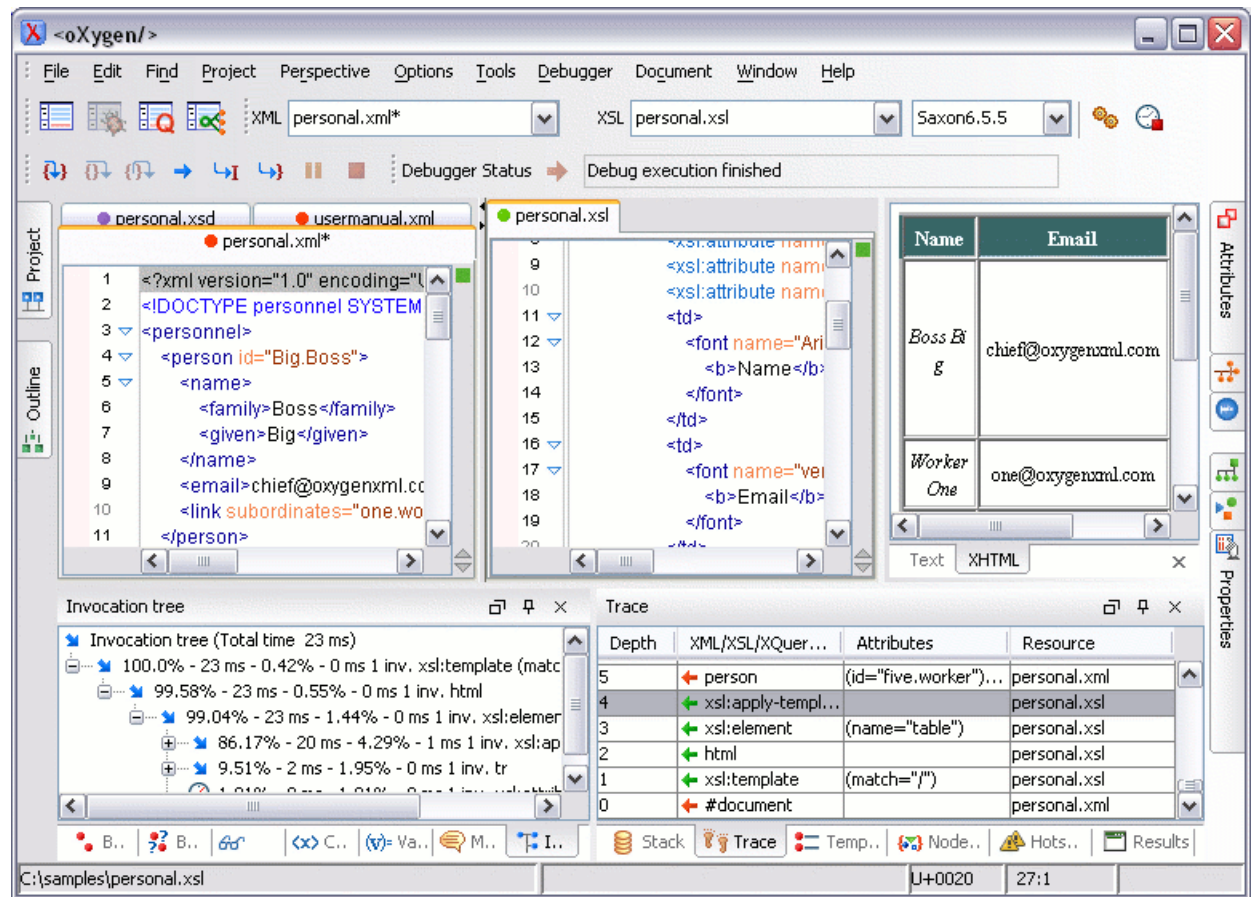 <oXygen/>
File Edit Find Project Perspective Options Tools Debugger Document Window Help
XML personal.xml* XSL personal.xsl Saxon6.5.5
Debugger Status Debug execution finished
Project
Outline
personal.xsd usermanual.xml
personal.xml*
1 <?xml version="1.0" encoding="U
2 <!DOCTYPE personnel SYSTEM
3 <personnel>
4 <person id="Big.Boss">
5 <name>
6 <family>Boss</family>
7 <given>Big</given>
8 </name>
9 <email>chief@oxygenxml.co
10 <link subordinates="one.wo
11 </person>
personal.xsl
<xsl:attribute name
9 <xsl:attribute name
10 <xsl:attribute name
11 <td>
12 <font name="Ari
13 <b>Name</b>
14 </font>
15 </td>
16 <td>
17 <font name="ver
18 <b>Email</b>
19 </font>
20 </td>
Name Email
Boss Bi
g chief@oxygenxml.com
Worker
One one@oxygenxml.com
Text XHTML
Attributes
Properties
Invocation tree
Invocation tree (Total time 23 ms)
100.0% - 23 ms - 0.42% - 0 ms 1 inv. xsl:template (matc
99.58% - 23 ms - 0.55% - 0 ms 1 inv. html
99.04% - 23 ms - 1.44% - 0 ms 1 inv. xsl:elemer
86.17% - 20 ms - 4.29% - 1 ms 1 inv. xsl:ap
9.51% - 2 ms - 1.95% - 0 ms 1 inv. tr
B.. B.. <x> C.. (v)= Va.. M.. I..
Trace
Depth XML/XSL/XQuer... Attributes Resource
5 person (id="five.worker")... personal.xml
4 xsl:apply-templ... personal.xsl
3 xsl:element (name="table") personal.xsl
2 html personal.xsl
1 xsl:template (match="/") personal.xsl
0 #document personal.xml
Stack Trace Temp.. Node.. Hots.. Results
C:\samples\personal.xsl U+0020 27:1